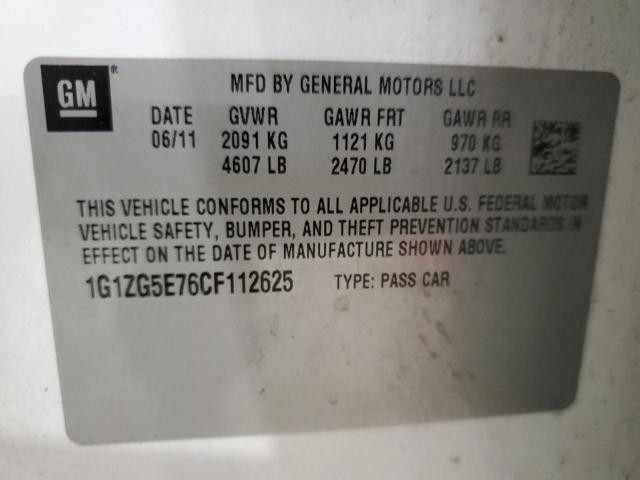 GM®
MFD BY GENERAL MOTORS LLC
DATE GVWR GAWR FRT GAWR RR
06/11 2091 KG 1121 KG 970 KG
4607 LB 2470 LB 2137 LB
THIS VEHICLE CONFORMS TO ALL APPLICABLE U.S. FEDERAL MOTOR
VEHICLE SAFETY, BUMPER, AND THEFT PREVENTION STANDARDS IN
EFFECT ON THE DATE OF MANUFACTURE SHOWN ABOVE.
1G1ZG5E76CF112625 TYPE: PASS CAR